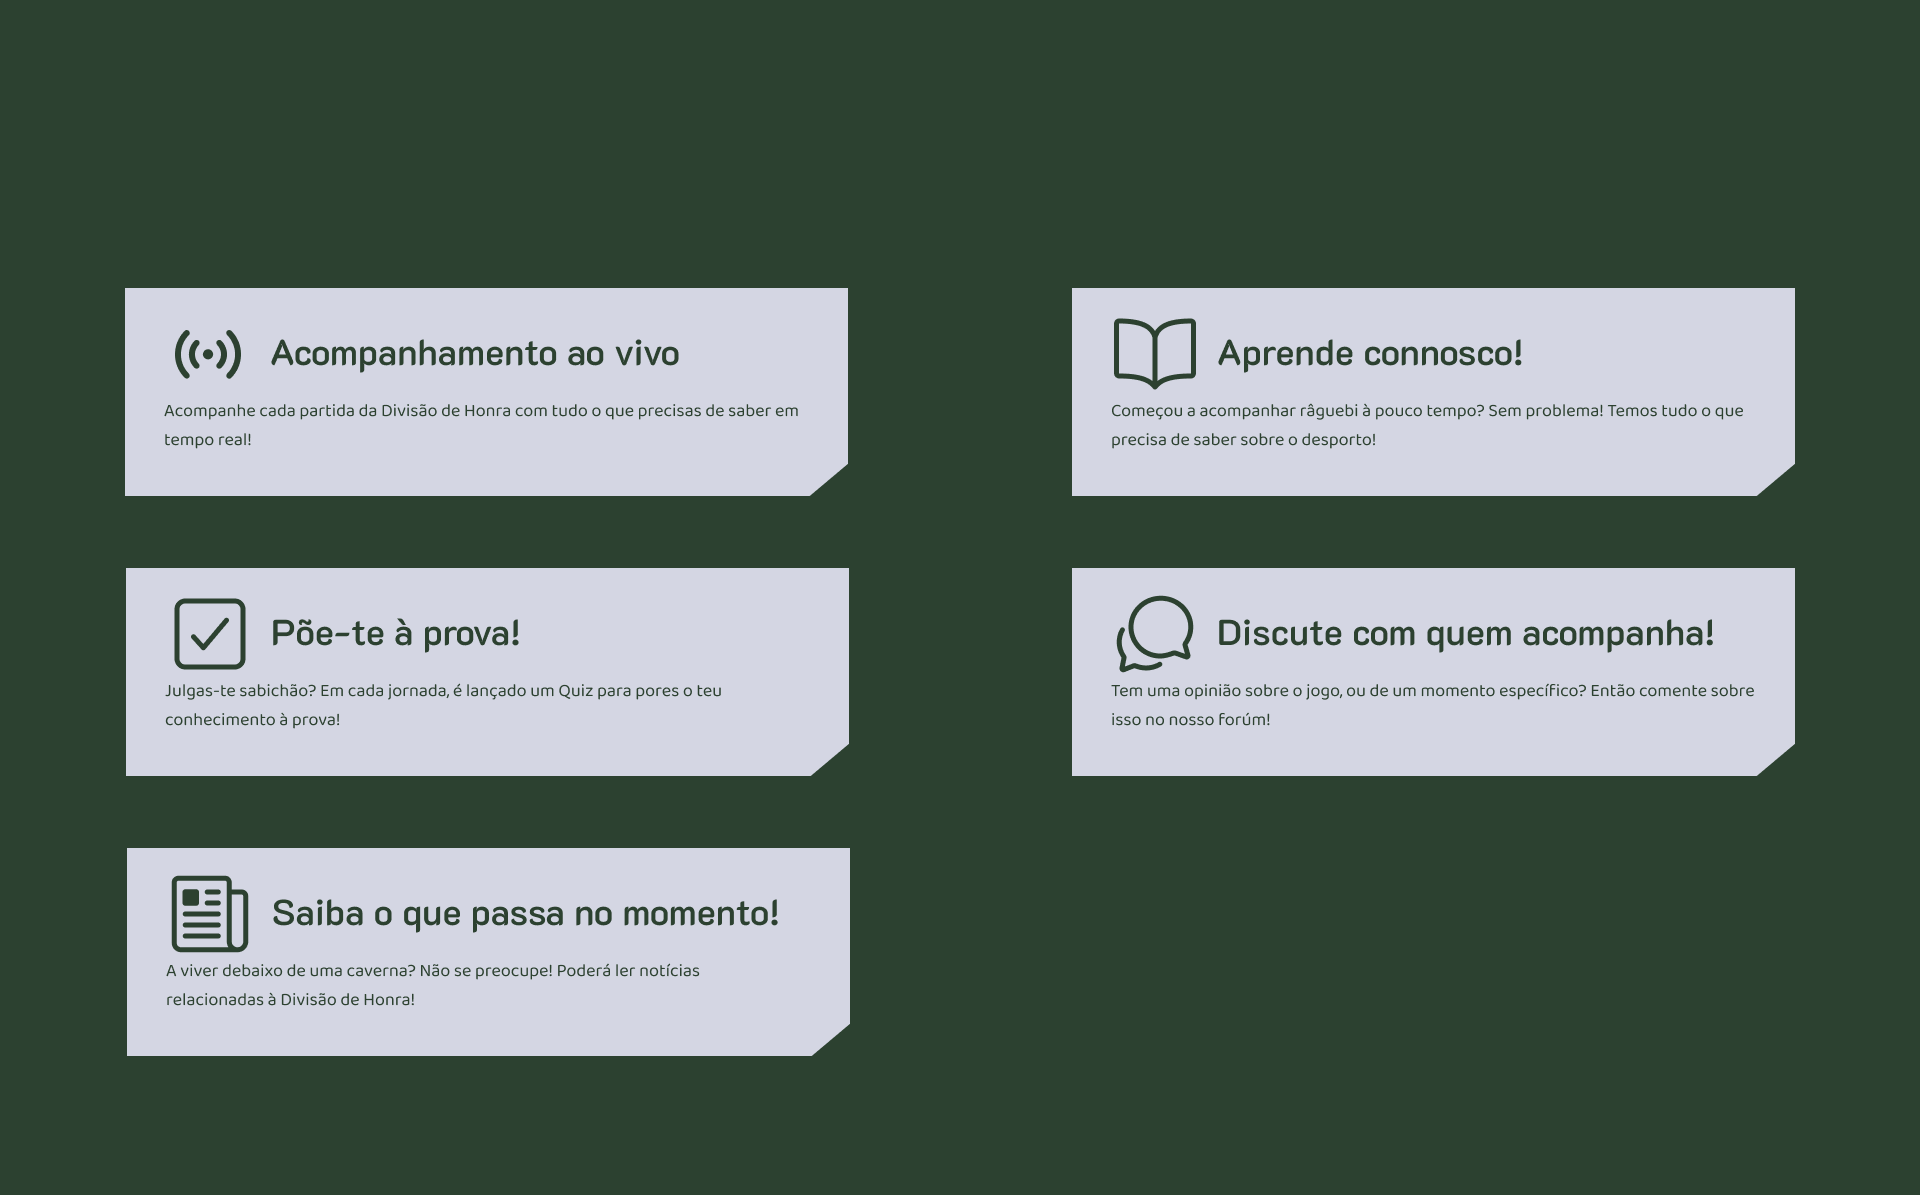 Acompanhamento ao vivo
Acompanhe cada partida da Divisão de Honra com tudo o que precisas de saber em
tempo real!
Aprende connosco!
Começou a acompanhar râguebi à pouco tempo? Sem problema! Temos tudo o que
precisa de saber sobre o desporto!
Põe-te à prova!
Julgas-te sabichão? Em cada jornada, é lançado um Quiz para pores o teu
conhecimento à prova!
Discute com quem acompanha!
Tem uma opinião sobre o jogo, ou de um momento específico? Então comente sobre
isso no nosso forúm!
Saiba o que passa no momento!
A viver debaixo de uma caverna? Não se preocupe! Poderá ler notícias
relacionadas à Divisão de Honra!